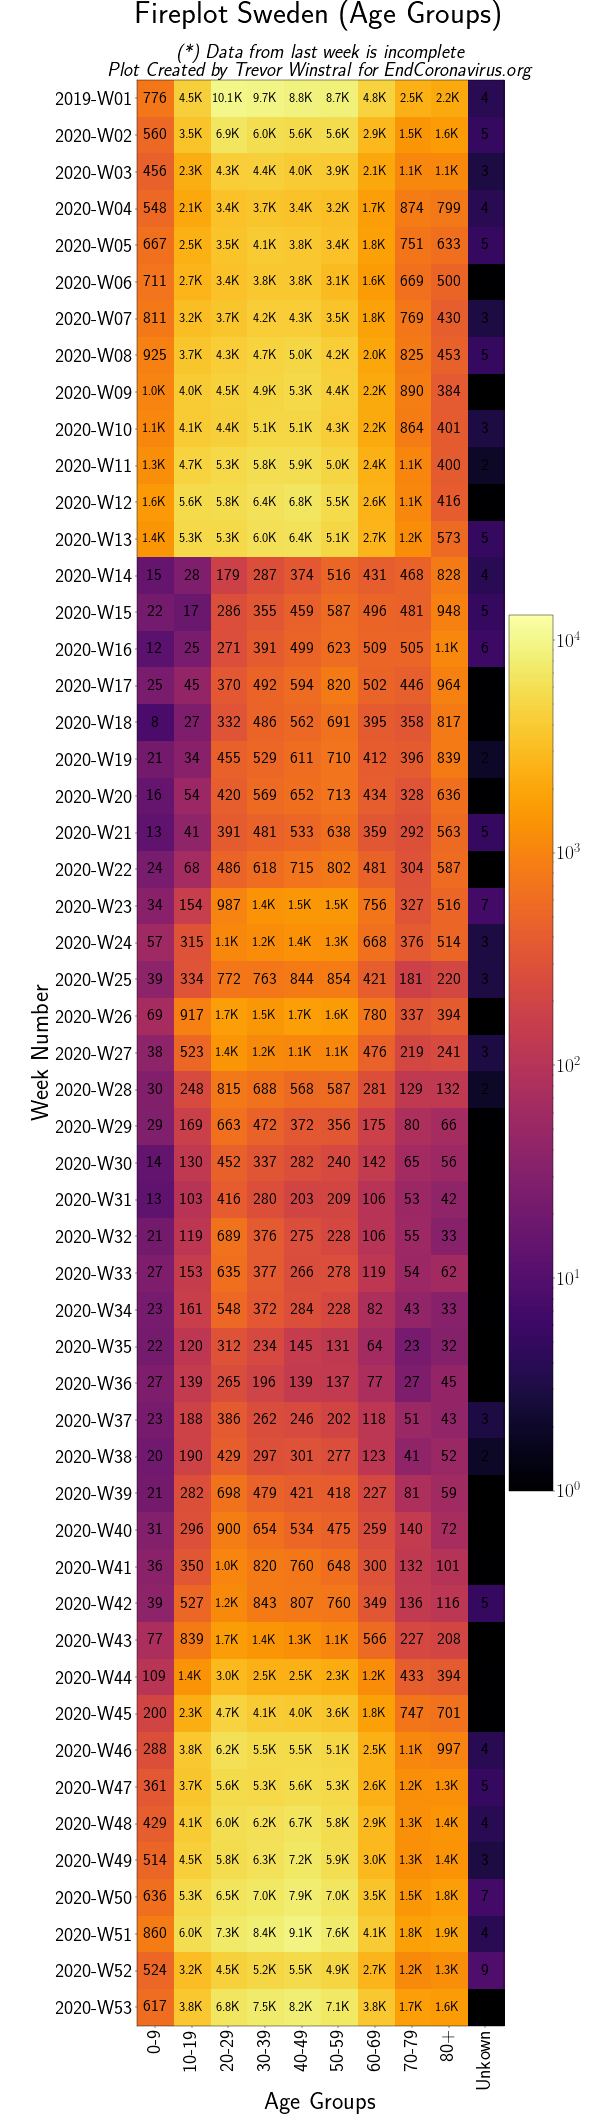 Fireplot Sweden (Age Groups)
(*) Data from last week is incomplete
Plot Created by Trevor Winstral for EndCoronavirus.org
2019-W01 776 4.5K 10.1K 9.7K 8.8K 8.7K 4.8K 2.5K 2.2K 4
2020-W02 560 3.5K 6.9K 6.0K 5.6K 5.6K 2.9K 1.5K 1.6K 5
2020-W03 456 2.3K 4.3K 4.4K 4.0K 3.9K 2.1K 1.1K 1.1K 3
2020-W04 548 2.1K 3.4K 3.7K 3.4K 3.2K 1.7K 874 799 4
2020-W05 667 2.5K 3.5K 4.1K 3.8K 3.4K 1.8K 751 633 5
2020-W06 711 2.7K 3.4K 3.8K 3.8K 3.1K 1.6K 669 500
2020-W07 811 3.2K 3.7K 4.2K 4.3K 3.5K 1.8K 769 430 3
2020-W08 925 3.7K 4.3K 4.7K 5.0K 4.2K 2.0K 825 453 5
2020-W09 1.0K 4.0K 4.5K 4.9K 5.3K 4.4K 2.2K 890 384
2020-W10 1.1K 4.1K 4.4K 5.1K 5.1K 4.3K 2.2K 864 401 3
2020-W11 1.3K 4.7K 5.3K 5.8K 5.9K 5.0K 2.4K 1.1K 400 2
2020-W12 1.6K 5.6K 5.8K 6.4K 6.8K 5.5K 2.6K 1.1K 416
2020-W13 1.4K 5.3K 5.3K 6.0K 6.4K 5.1K 2.7K 1.2K 573 5
2020-W14 15 28 179 287 374 516 431 468 828 4
2020-W15 22 17 286 355 459 587 496 481 948 5
2020-W16 12 25 271 391 499 623 509 505 1.1K 6
2020-W17 25 45 370 492 594 820 502 446 964
2020-W18 8 27 332 486 562 691 395 358 817
2020-W19 21 34 455 529 611 710 412 396 839 2
2020-W20 16 54 420 569 652 713 434 328 636
2020-W21 13 41 391 481 533 638 359 292 563 5
2020-W22 24 68 486 618 715 802 481 304 587
2020-W23 34 154 987 1.4K 1.5K 1.5K 756 327 516 7
2020-W24 57 315 1.1K 1.2K 1.4K 1.3K 668 376 514 3
2020-W25 39 334 772 763 844 854 421 181 220 3
2020-W26 69 917 1.7K 1.5K 1.7K 1.6K 780 337 394
2020-W27 38 523 1.4K 1.2K 1.1K 1.1K 476 219 241 3
2020-W28 30 248 815 688 568 587 281 129 132 2
2020-W29 29 169 663 472 372 356 175 80 66
2020-W30 14 130 452 337 282 240 142 65 56
2020-W31 13 103 416 280 203 209 106 53 42
2020-W32 21 119 689 376 275 228 106 55 33
2020-W33 27 153 635 377 266 278 119 54 62
2020-W34 23 161 548 372 284 228 82 43 33
2020-W35 22 120 312 234 145 131 64 23 32
2020-W36 27 139 265 196 139 137 77 27 45
2020-W37 23 188 386 262 246 202 118 51 43 3
2020-W38 20 190 429 297 301 277 123 41 52 2
2020-W39 21 282 698 479 421 418 227 81 59
2020-W40 31 296 900 654 534 475 259 140 72
2020-W41 36 350 1.0K 820 760 648 300 132 101
2020-W42 39 527 1.2K 843 807 760 349 136 116 5
2020-W43 77 839 1.7K 1.4K 1.3K 1.1K 566 227 208
2020-W44 109 1.4K 3.0K 2.5K 2.5K 2.3K 1.2K 433 394
2020-W45 200 2.3K 4.7K 4.1K 4.0K 3.6K 1.8K 747 701
2020-W46 288 3.8K 6.2K 5.5K 5.5K 5.1K 2.5K 1.1K 997 4
2020-W47 361 3.7K 5.6K 5.3K 5.6K 5.3K 2.6K 1.2K 1.3K 5
2020-W48 429 4.1K 6.0K 6.2K 6.7K 5.8K 2.9K 1.3K 1.4K 4
2020-W49 514 4.5K 5.8K 6.3K 7.2K 5.9K 3.0K 1.3K 1.4K 3
2020-W50 636 5.3K 6.5K 7.0K 7.9K 7.0K 3.5K 1.5K 1.8K 7
2020-W51 860 6.0K 7.3K 8.4K 9.1K 7.6K 4.1K 1.8K 1.9K 4
2020-W52 524 3.2K 4.5K 5.2K 5.5K 4.9K 2.7K 1.2K 1.3K 9
2020-W53 617 3.8K 6.8K 7.5K 8.2K 7.1K 3.8K 1.7K 1.6K
0-9 10-19 20-29 30-39 40-49 50-59 60-69 70-79 80+ Unkown
Age Groups
Week Number
10⁴
10³
10²
10¹
10⁰